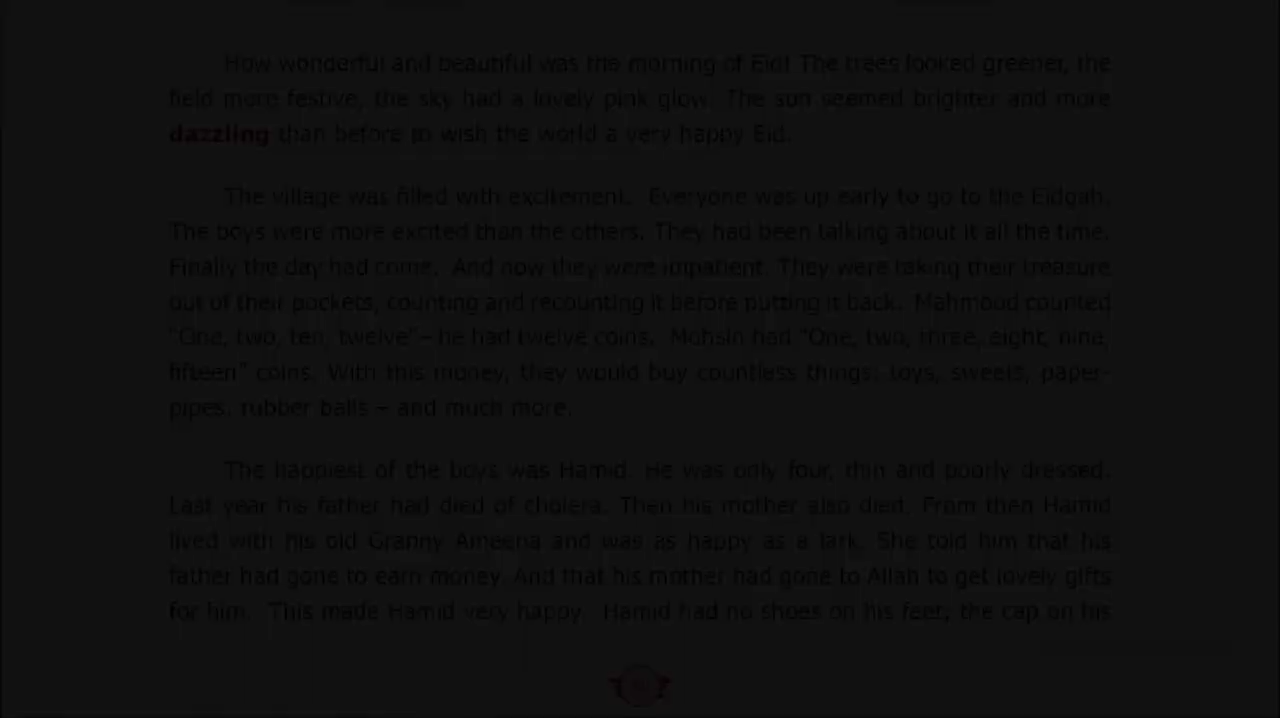 How wonderful and beautiful was the morning of Eid! The trees looked greener, the
field more festive, the sky had a lovely pink glow. The sun seemed brighter and more
dazzling than before to wish the world a very happy Eid.
The village was filled with excitement. Everyone was up early to go to the Eidgah.
The boys were more excited than the others. They had been talking about it all the time.
Finally the day had come. And now they were impatient. They were taking their treasure
out of their pockets, counting and recounting it before putting it back. Mahmood counted
"One, two, ten, twelve" – he had twelve coins. Mohsin had "One, two, three, eight, nine,
fifteen" coins. With this money, they would buy countless things: toys, sweets, paper-
pipes, rubber balls – and much more.
The happiest of the boys was Hamid. He was only four, thin and poorly dressed.
Last year his father had died of cholera. Then his mother also died. From then Hamid
lived with his old Granny Ameena and was as happy as a lark. She told him that his
father had gone to earn money. And that his mother had gone to Allah to get lovely gifts
for him. This made Hamid very happy. Hamid had no shoes on his feet; the cap on his